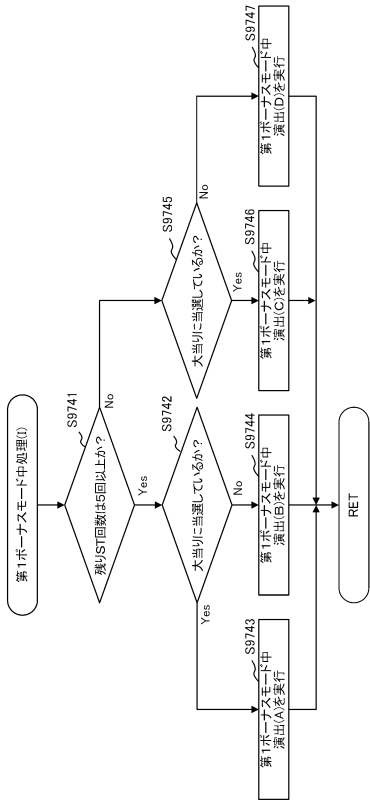 第1ボーナスモード中処理(I)
S9741
残りST回数は5回以上か？
No
Yes
S9742
大当りに当選しているか？
Yes
No
S9745
大当りに当選しているか？
No
Yes
S9743
第1ボーナスモード中
演出(A)を実行
S9744
第1ボーナスモード中
演出(B)を実行
S9746
第1ボーナスモード中
演出(C)を実行
S9747
第1ボーナスモード中
演出(D)を実行
RET